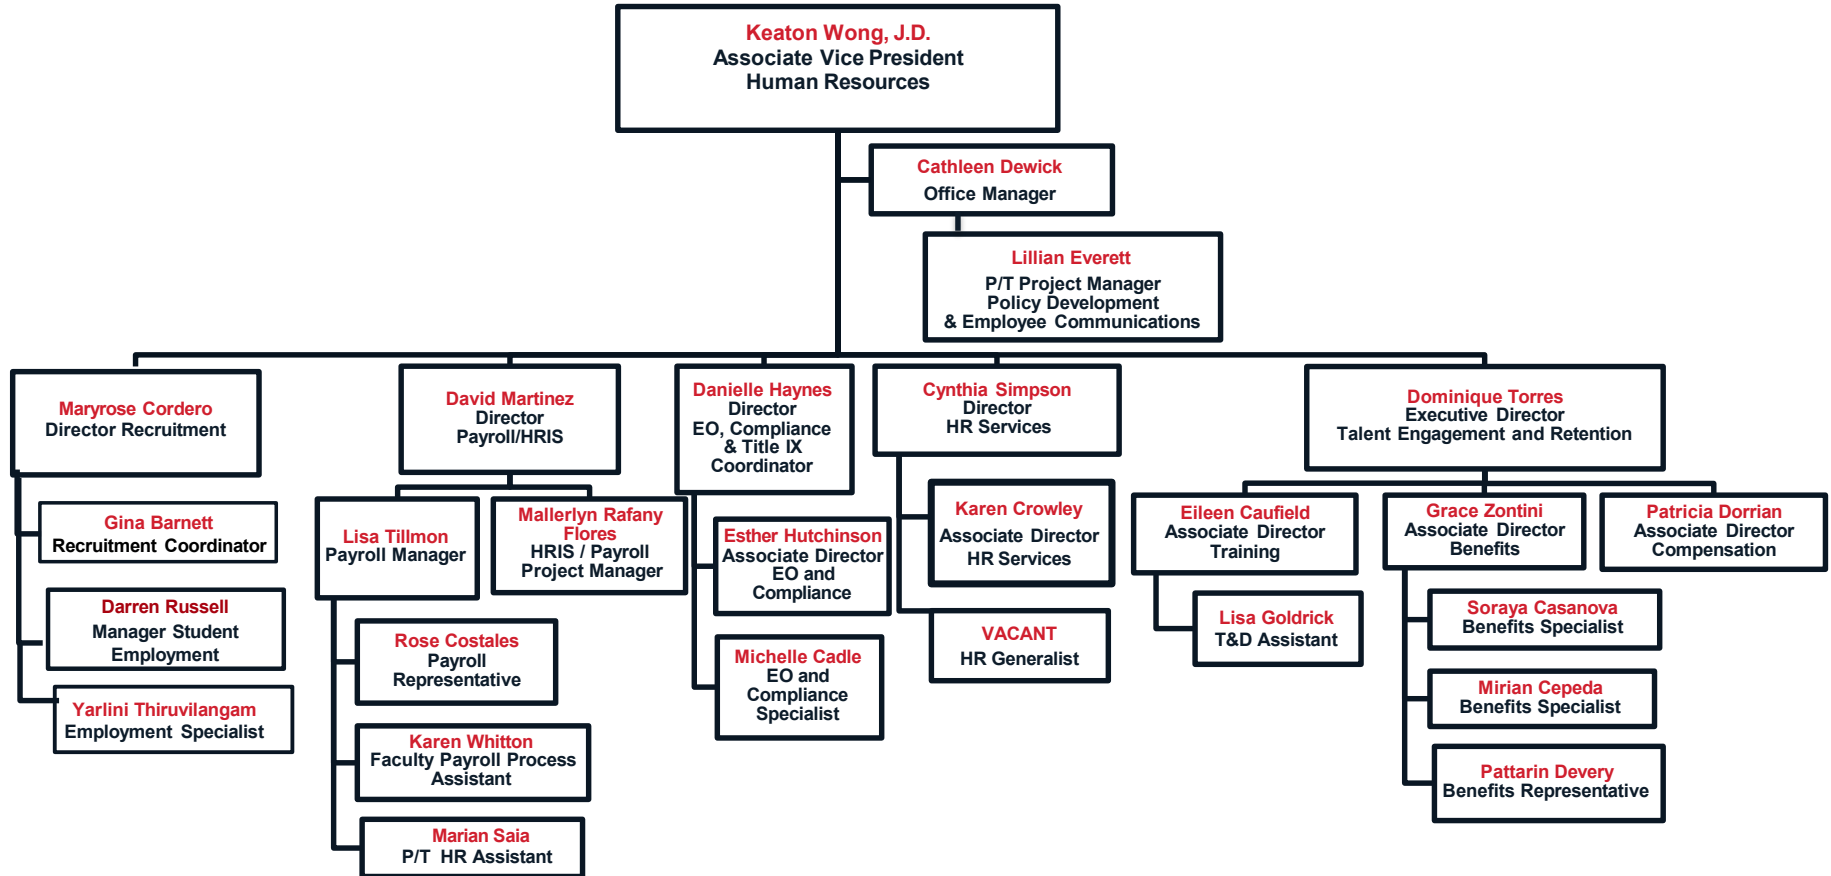 Keaton Wong, J.D.
Associate Vice President
Human Resources
Cathleen Dewick
Office Manager
Lillian Everett
P/T Project Manager
Policy Development
& Employee Communications
Maryrose Cordero
Director Recruitment
Gina Barnett
Recruitment Coordinator
Darren Russell
Manager Student
Employment
Yarlini Thiruvilangam
Employment Specialist
David Martinez
Director
Payroll/HRIS
Lisa Tillmon
Payroll Manager
Mallerlyn Rafany
Flores
HRIS / Payroll
Project Manager
Rose Costales
Payroll
Representative
Karen Whitton
Faculty Payroll Process
Assistant
Marian Saia
P/T HR Assistant
Danielle Haynes
Director
EO, Compliance
& Title IX
Coordinator
Esther Hutchinson
Associate Director
EO and
Compliance
Michelle Cadle
EO and
Compliance
Specialist
Cynthia Simpson
Director
HR Services
Karen Crowley
Associate Director
HR Services
VACANT
HR Generalist
Dominique Torres
Executive Director
Talent Engagement and Retention
Eileen Caufield
Associate Director
Training
Lisa Goldrick
T&D Assistant
Grace Zontini
Associate Director
Benefits
Soraya Casanova
Benefits Specialist
Mirian Cepeda
Benefits Specialist
Pattarin Devery
Benefits Representative
Patricia Dorrian
Associate Director
Compensation